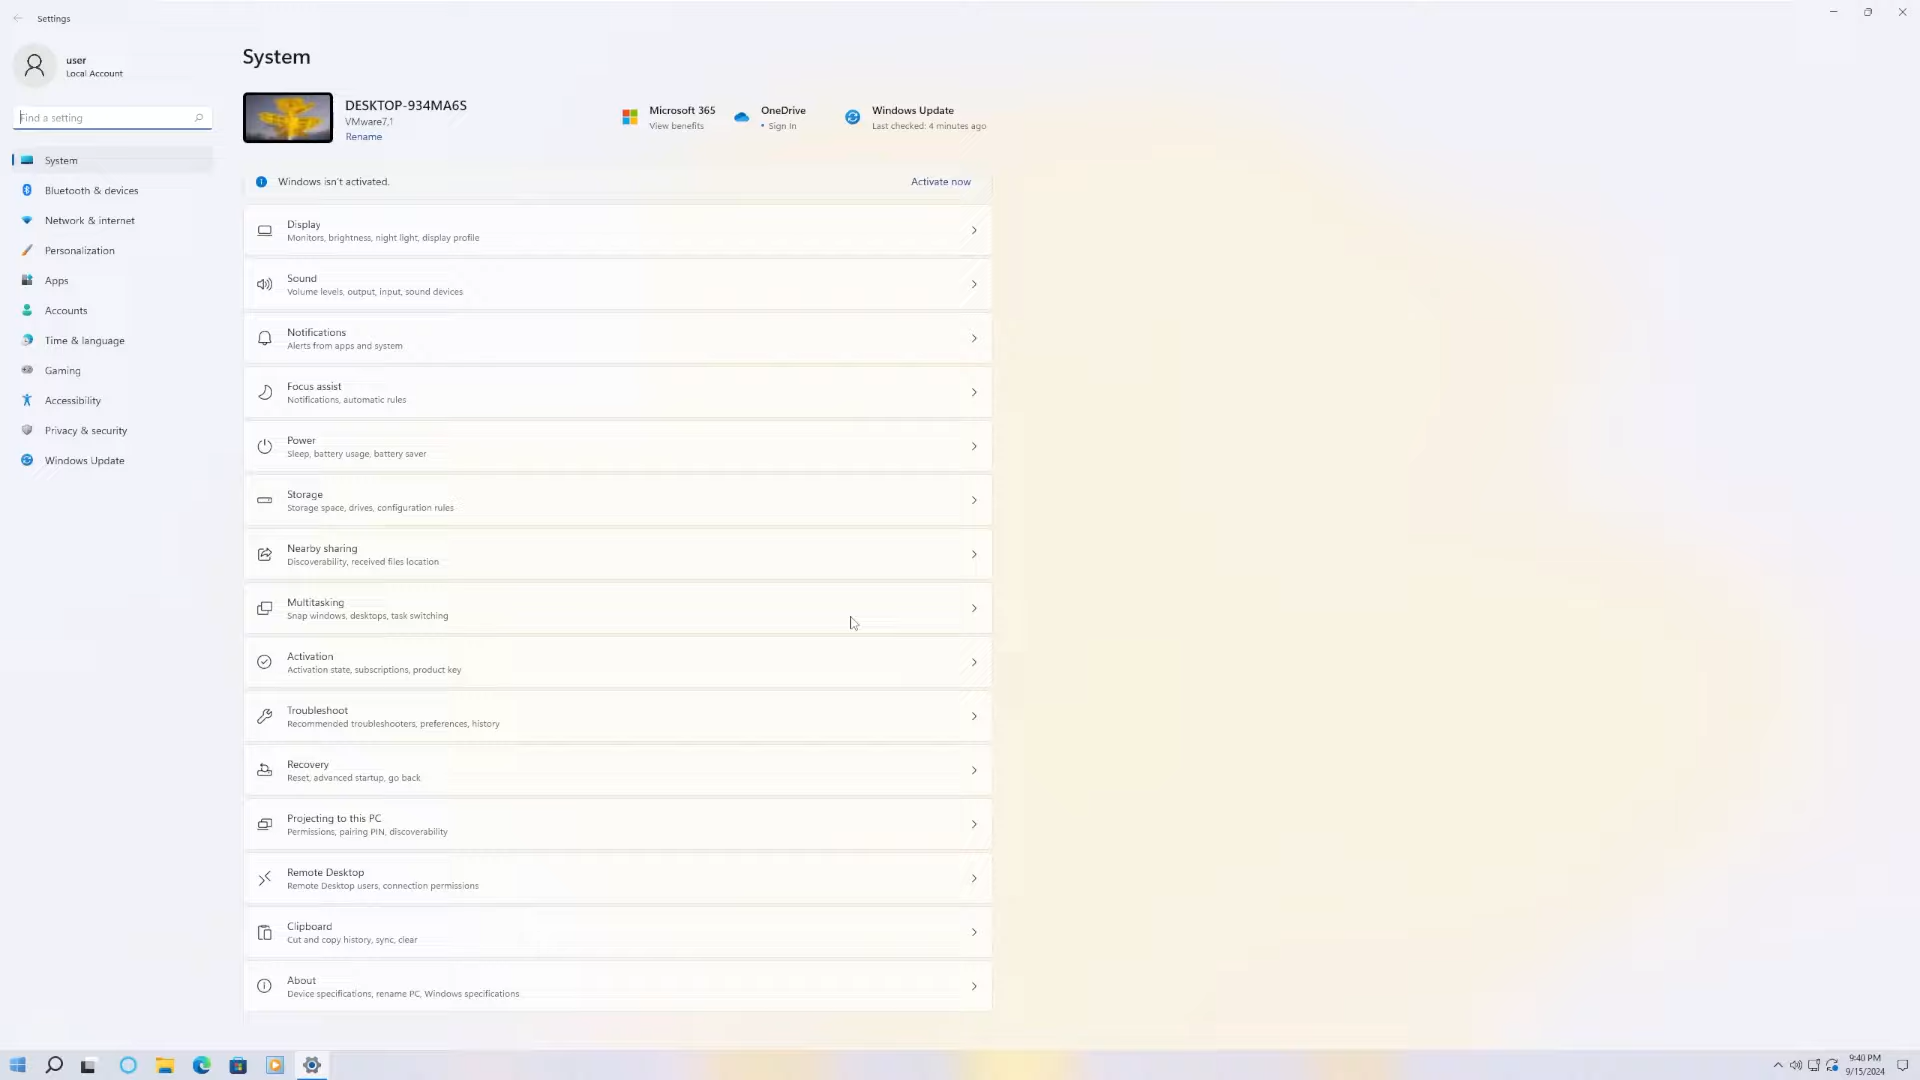 Settings
user
Local Account
Find a setting
System
Bluetooth & devices
Network & internet
Personalization
Apps
Accounts
Time & language
Gaming
Accessibility
Privacy & security
Windows Update
System
DESKTOP-934MA6S
VMware7,1
Rename
Microsoft 365
View benefits
OneDrive
• Sign In
Windows Update
Last checked: 4 minutes ago
Windows isn't activated.
Activate now
Display
Monitors, brightness, night light, display profile
Sound
Volume levels, output, input, sound devices
Notifications
Alerts from apps and system
Focus assist
Notifications, automatic rules
Power
Sleep, battery usage, battery saver
Storage
Storage space, drives, configuration rules
Nearby sharing
Discoverability, received files location
Multitasking
Snap windows, desktops, task switching
Activation
Activation state, subscriptions, product key
Troubleshoot
Recommended troubleshooters, preferences, history
Recovery
Reset, advanced startup, go back
Projecting to this PC
Permissions, pairing PIN, discoverability
Remote Desktop
Remote Desktop users, connection permissions
Clipboard
Cut and copy history, sync, clear
About
Device specifications, rename PC, Windows specifications
9:40 PM
9/15/2024